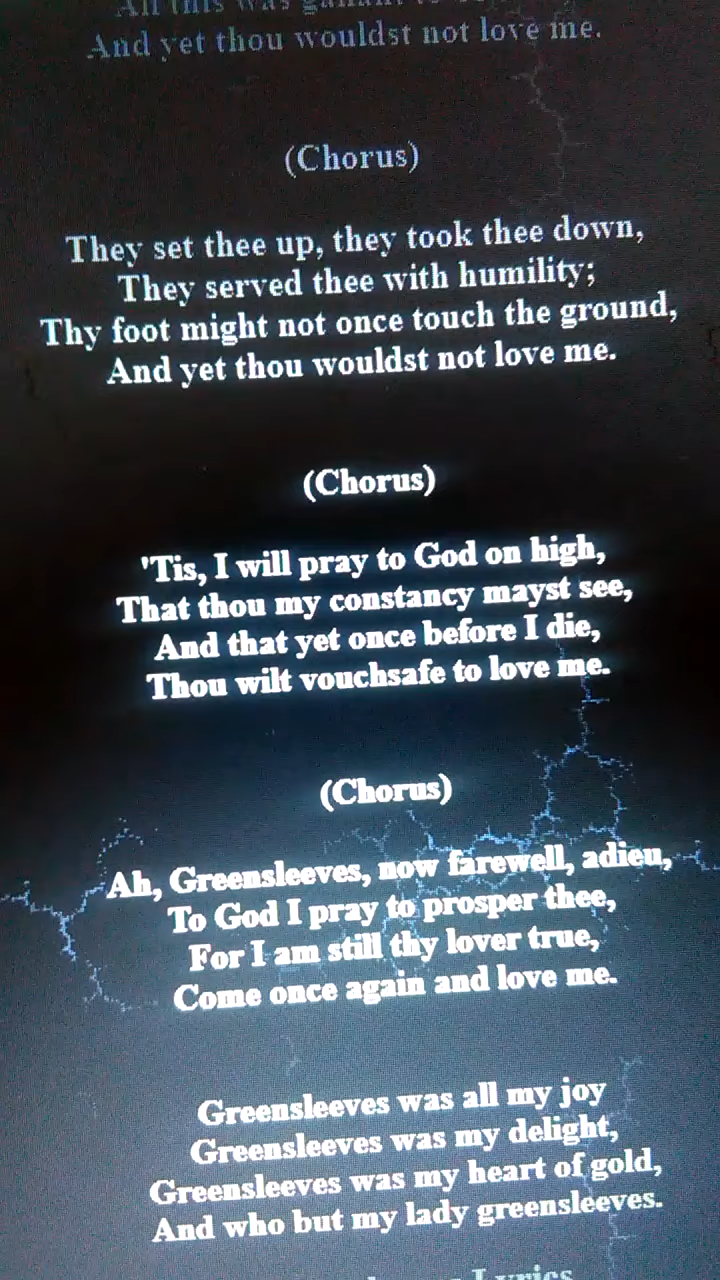 And yet thou wouldst not love me.
(Chorus)
They set thee up, they took thee down,
They served thee with humility;
Thy foot might not once touch the ground,
And yet thou wouldst not love me.
(Chorus)
'Tis, I will pray to God on high,
That thou my constancy mayst see,
And that yet once before I die,
Thou wilt vouchsafe to love me.
(Chorus)
Ah, Greensleeves, now farewell, adieu,
To God I pray to prosper thee,
For I am still thy lover true,
Come once again and love me.
Greensleeves was all my joy
Greensleeves was my delight,
Greensleeves was my heart of gold,
And who but my lady greensleeves.
Lyrics